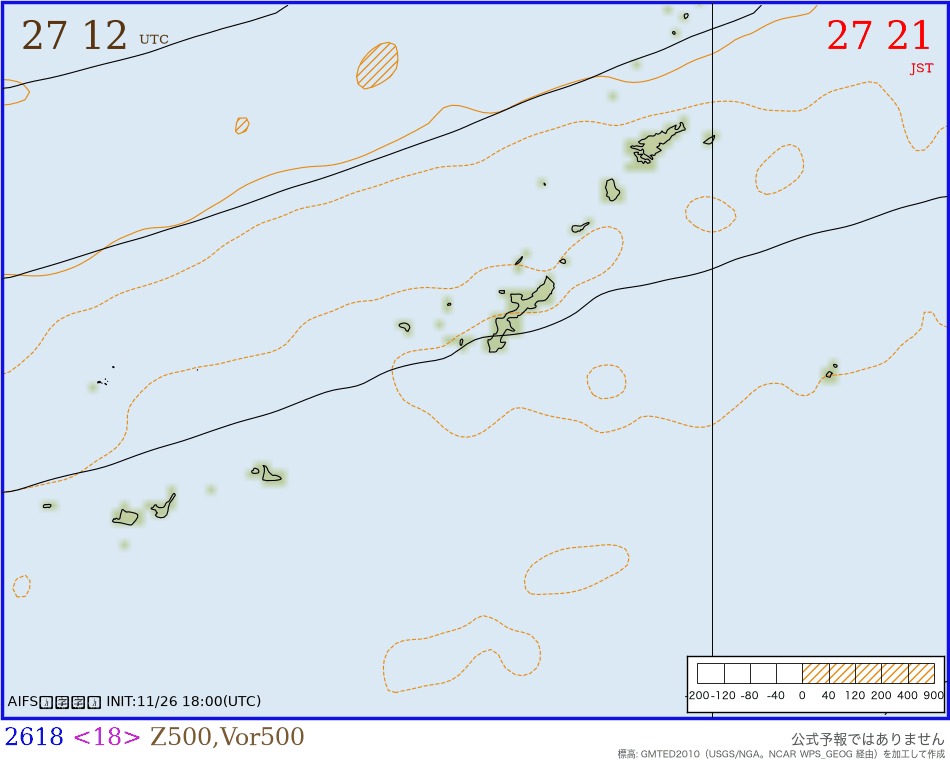 27 12 UTC
27 21
JST
-200 -120 -80 -40 0 40 120 200 400 900
AIFS INIT:11/26 18:00(UTC)
2618 <18> Z500,Vor500
公式予報ではありません
標高: GMTED2010（USGS/NGA。NCAR WPS_GEOG 経由）を加工して作成